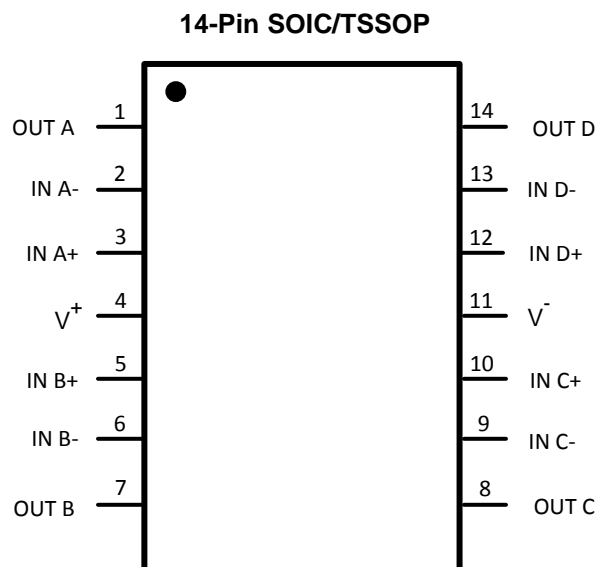 14-Pin SOIC/TSSOP
OUT A 1 14 OUT D
IN A- 2 13 IN D-
IN A+ 3 12 IN D+
V+ 4 11 V-
IN B+ 5 10 IN C+
IN B- 6 9 IN C-
OUT B 7 8 OUT C